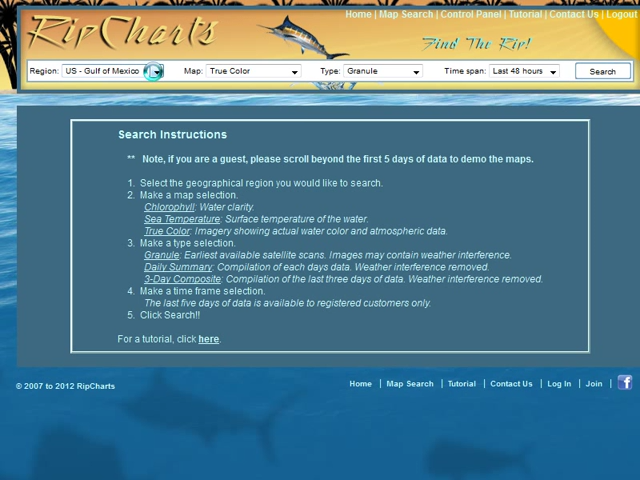 Home | Map Search | Control Panel | Tutorial | Contact Us | Logout
RipCharts
Find The Rip!
Region: US - Gulf of Mexico Map: True Color Type: Granule Time span: Last 48 hours Search
Search Instructions
** Note, if you are a guest, please scroll beyond the first 5 days of data to demo the maps.
1. Select the geographical region you would like to search.
2. Make a map selection.
Chlorophyll: Water clarity.
Sea Temperature: Surface temperature of the water.
True Color: Imagery showing actual water color and atmospheric data.
3. Make a type selection.
Granule: Earliest available satellite scans. Images may contain weather interference.
Daily Summary: Compilation of each days data. Weather interference removed.
3-Day Composite: Compilation of the last three days of data. Weather interference removed.
4. Make a time frame selection.
The last five days of data is available to registered customers only.
5. Click Search!!
For a tutorial, click here.
© 2007 to 2012 RipCharts
Home | Map Search | Tutorial | Contact Us | Log In | Join | f